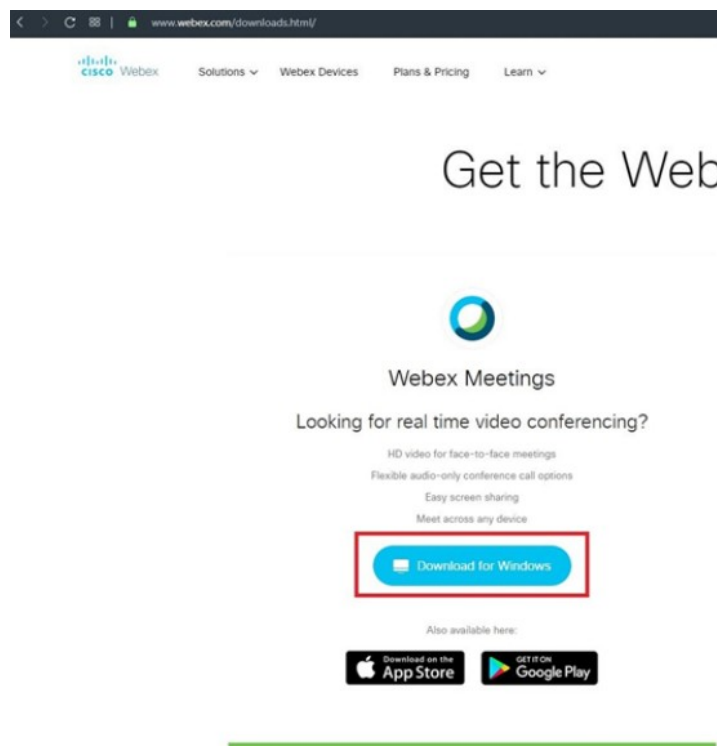 www.webex.com/downloads.html/
CISCO Webex Solutions Webex Devices Plans & Pricing Learn
Get the Web
Webex Meetings
Looking for real time video conferencing?
HD video for face-to-face meetings
Flexible audio-only conference call options
Easy screen sharing
Meet across any device
Download for Windows
Also available here:
Download on the
App Store
GET IT ON
Google Play